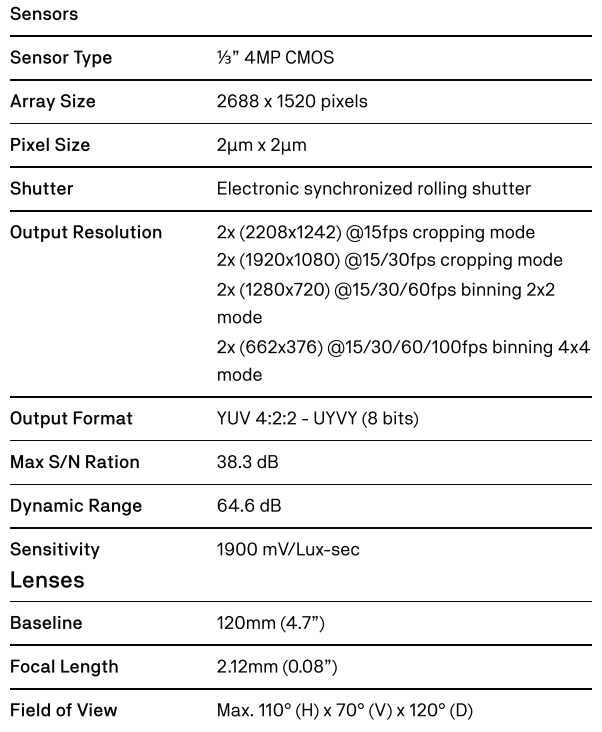 Sensors
Sensor Type ⅓” 4MP CMOS
Array Size 2688 x 1520 pixels
Pixel Size 2μm x 2μm
Shutter Electronic synchronized rolling shutter
Output Resolution 2x (2208x1242) @15fps cropping mode
2x (1920x1080) @15/30fps cropping mode
2x (1280x720) @15/30/60fps binning 2x2
mode
2x (662x376) @15/30/60/100fps binning 4x4
mode
Output Format YUV 4:2:2 - UYVY (8 bits)
Max S/N Ration 38.3 dB
Dynamic Range 64.6 dB
Sensitivity 1900 mV/Lux-sec
Lenses
Baseline 120mm (4.7”)
Focal Length 2.12mm (0.08”)
Field of View Max. 110° (H) x 70° (V) x 120° (D)